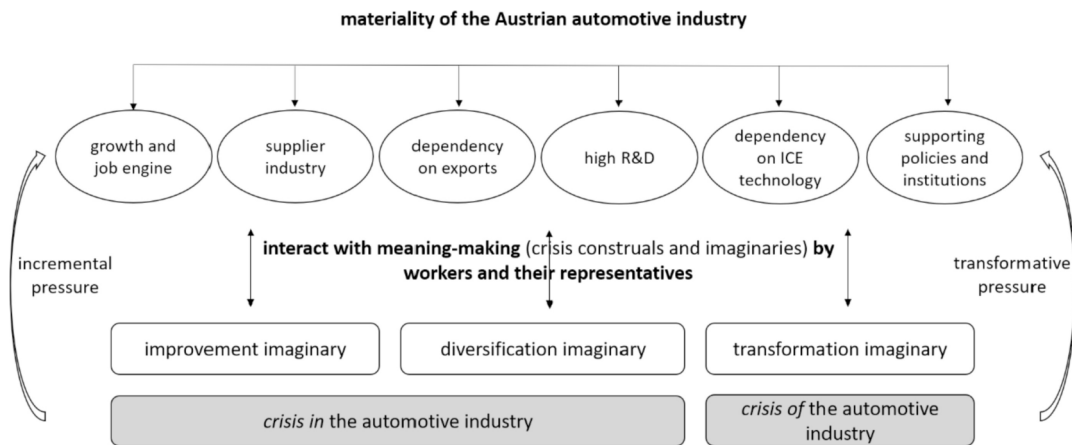 materiality of the Austrian automotive industry
growth and
job engine
supplier
industry
dependency
on exports
high R&D
dependency
on ICE
technology
supporting
policies and
institutions
incremental
pressure
interact with meaning-making (crisis construals and imaginaries) by
workers and their representatives
transformative
pressure
improvement imaginary
diversification imaginary
transformation imaginary
crisis in the automotive industry
crisis of the automotive
industry